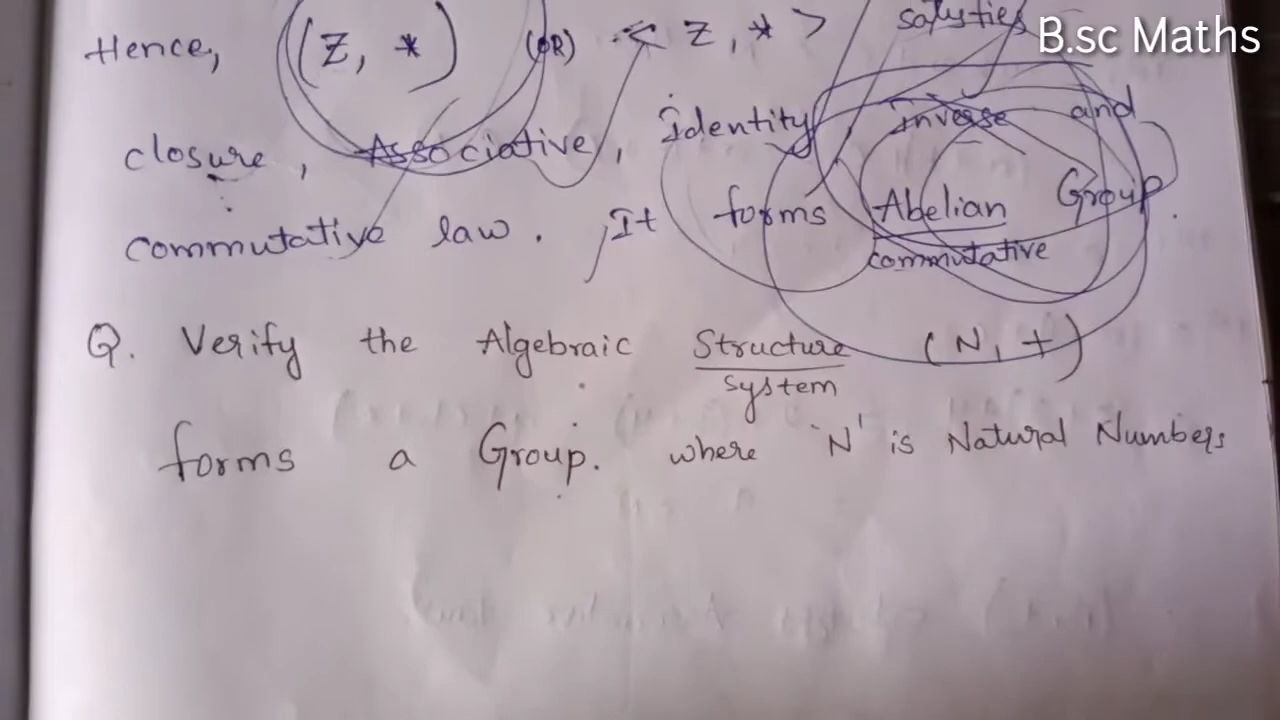 B.sc Maths
Hence, (Z, *) (OR) < Z, * > satisfies
closure, Associative, Identity Inverse and
commutative law. It forms Abelian Group.
commutative
Q. Verify the Algebraic Structure (N, +)
System
forms a Group. where 'N' is Natural Numbers